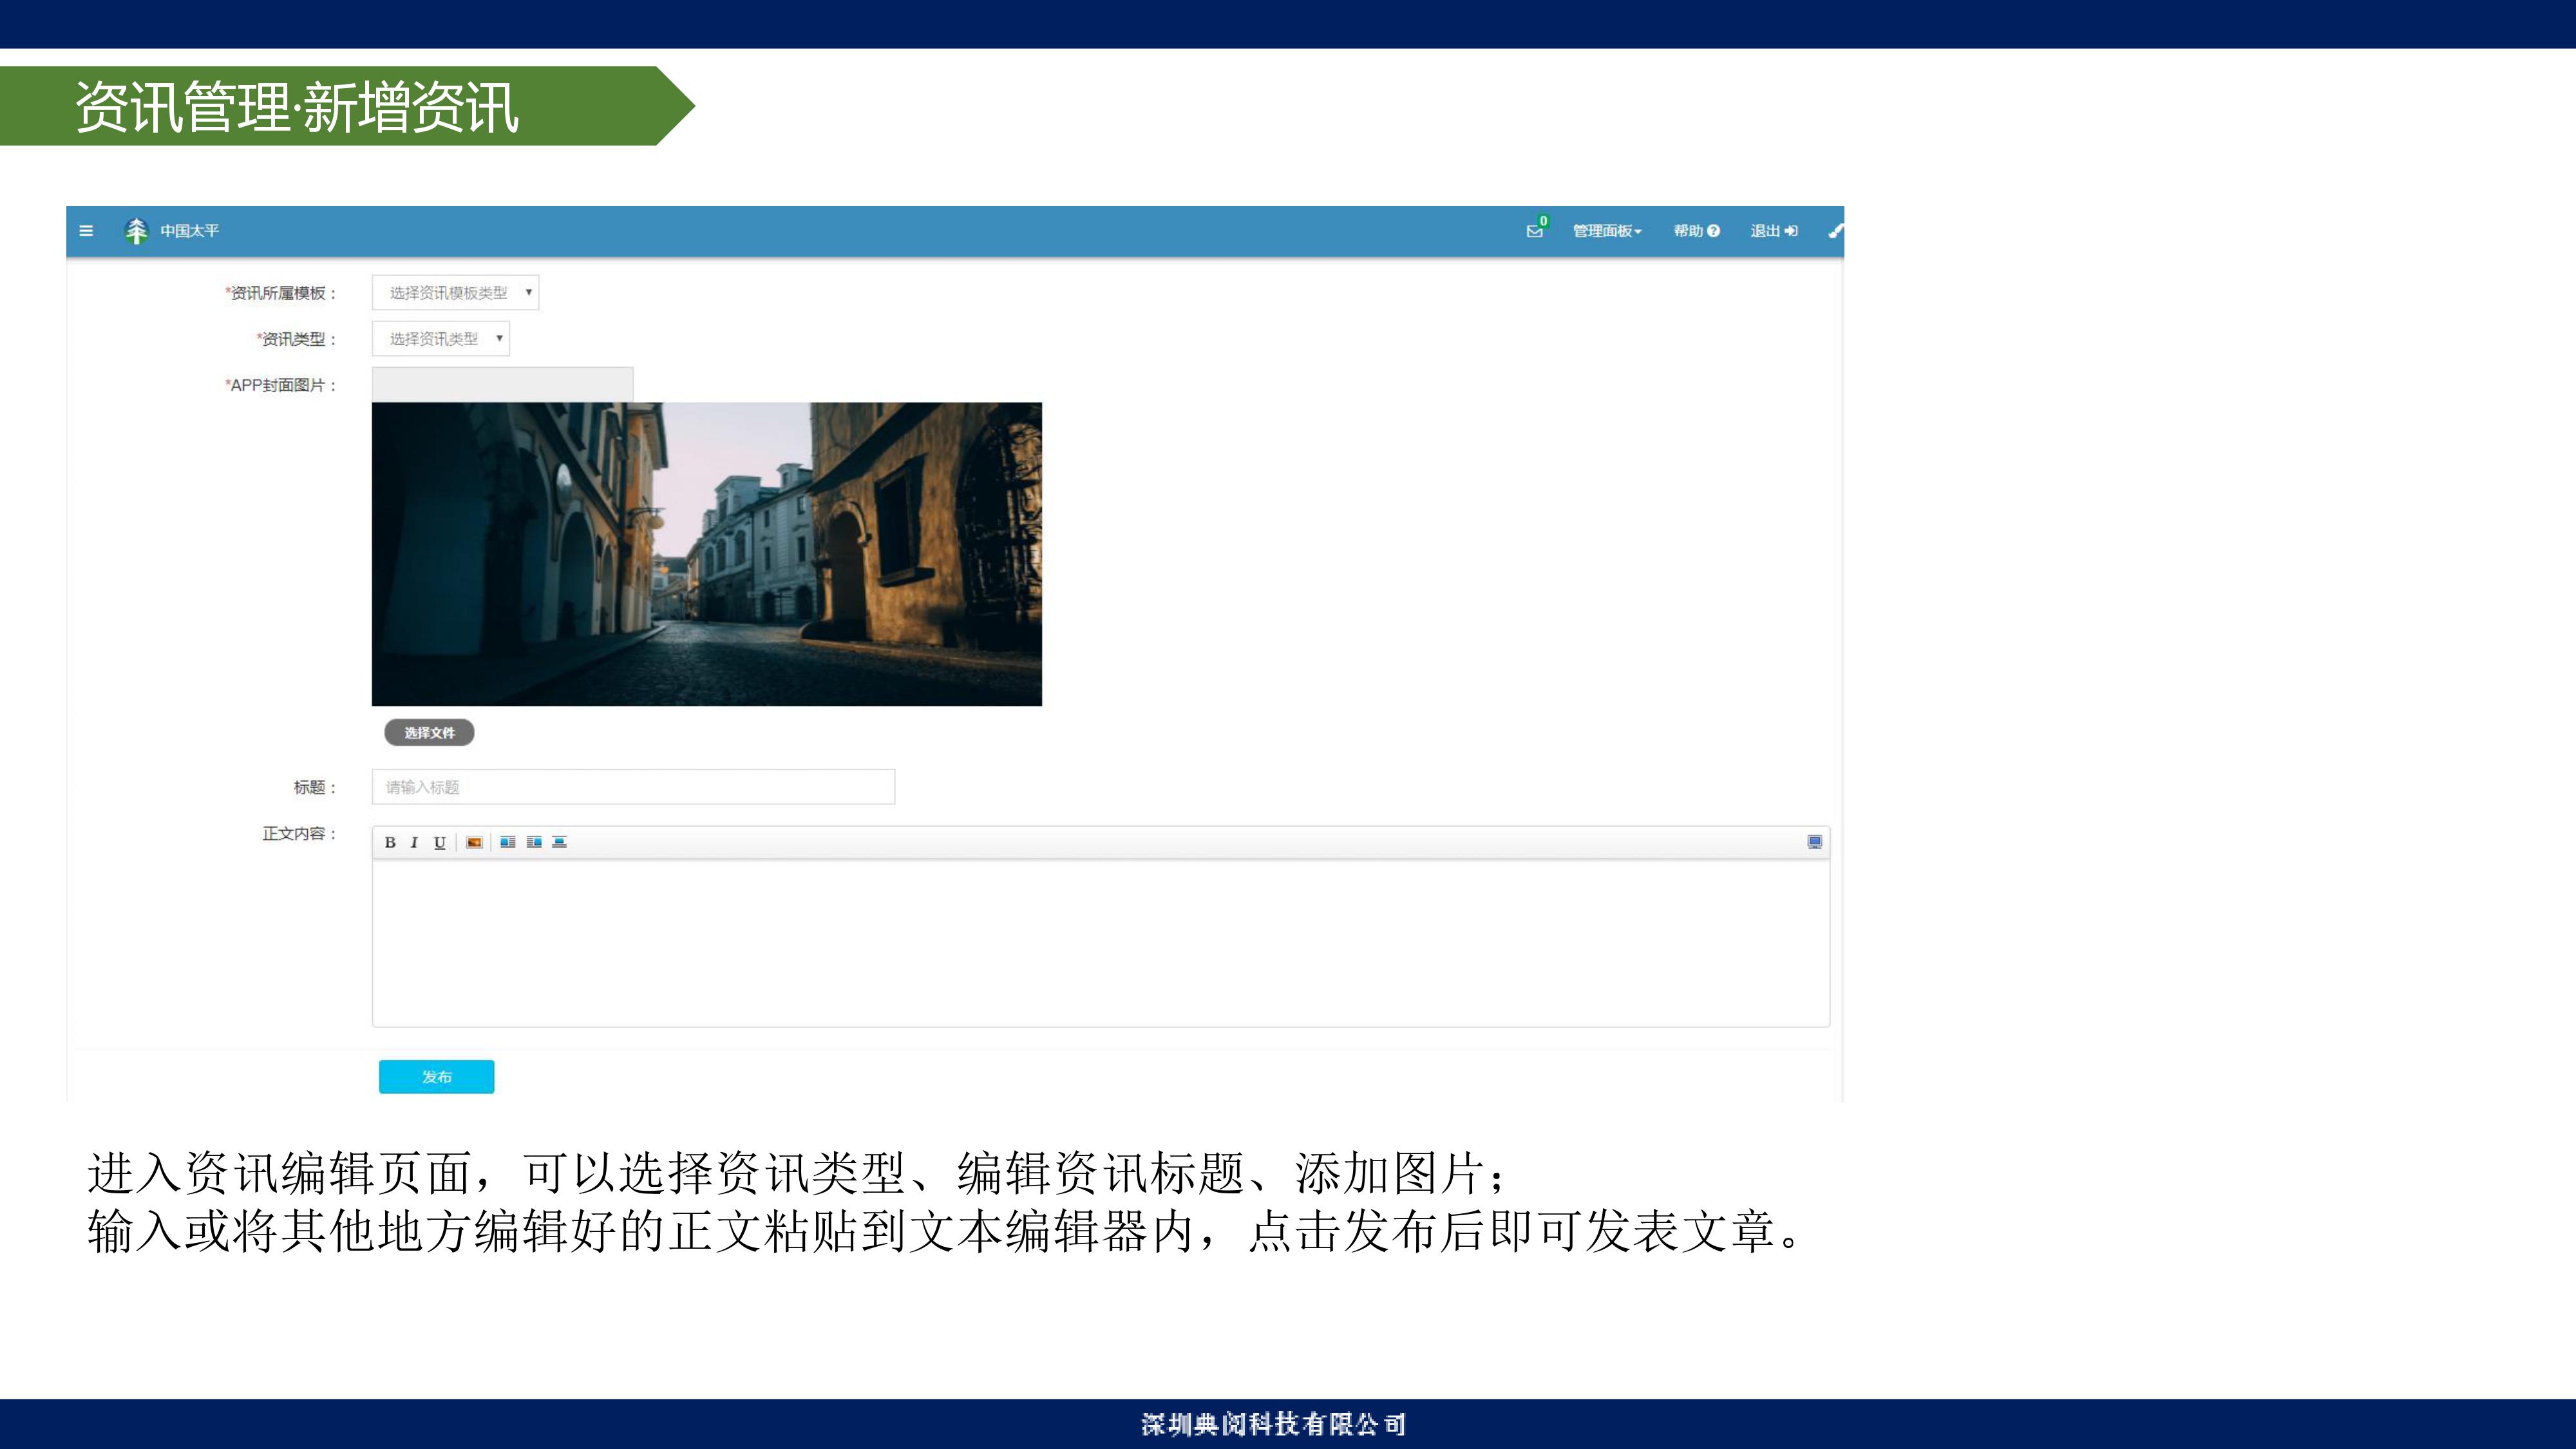 资讯管理·新增资讯
中国太平
0
管理面板
帮助
退出
*资讯所属模板：
选择资讯模板类型
*资讯类型：
选择资讯类型
*APP封面图片：
选择文件
标题：
请输入标题
正文内容：
B I U
发布
进入资讯编辑页面，可以选择资讯类型、编辑资讯标题、添加图片；
输入或将其他地方编辑好的正文粘贴到文本编辑器内，点击发布后即可发表文章。
深圳典阅科技有限公司